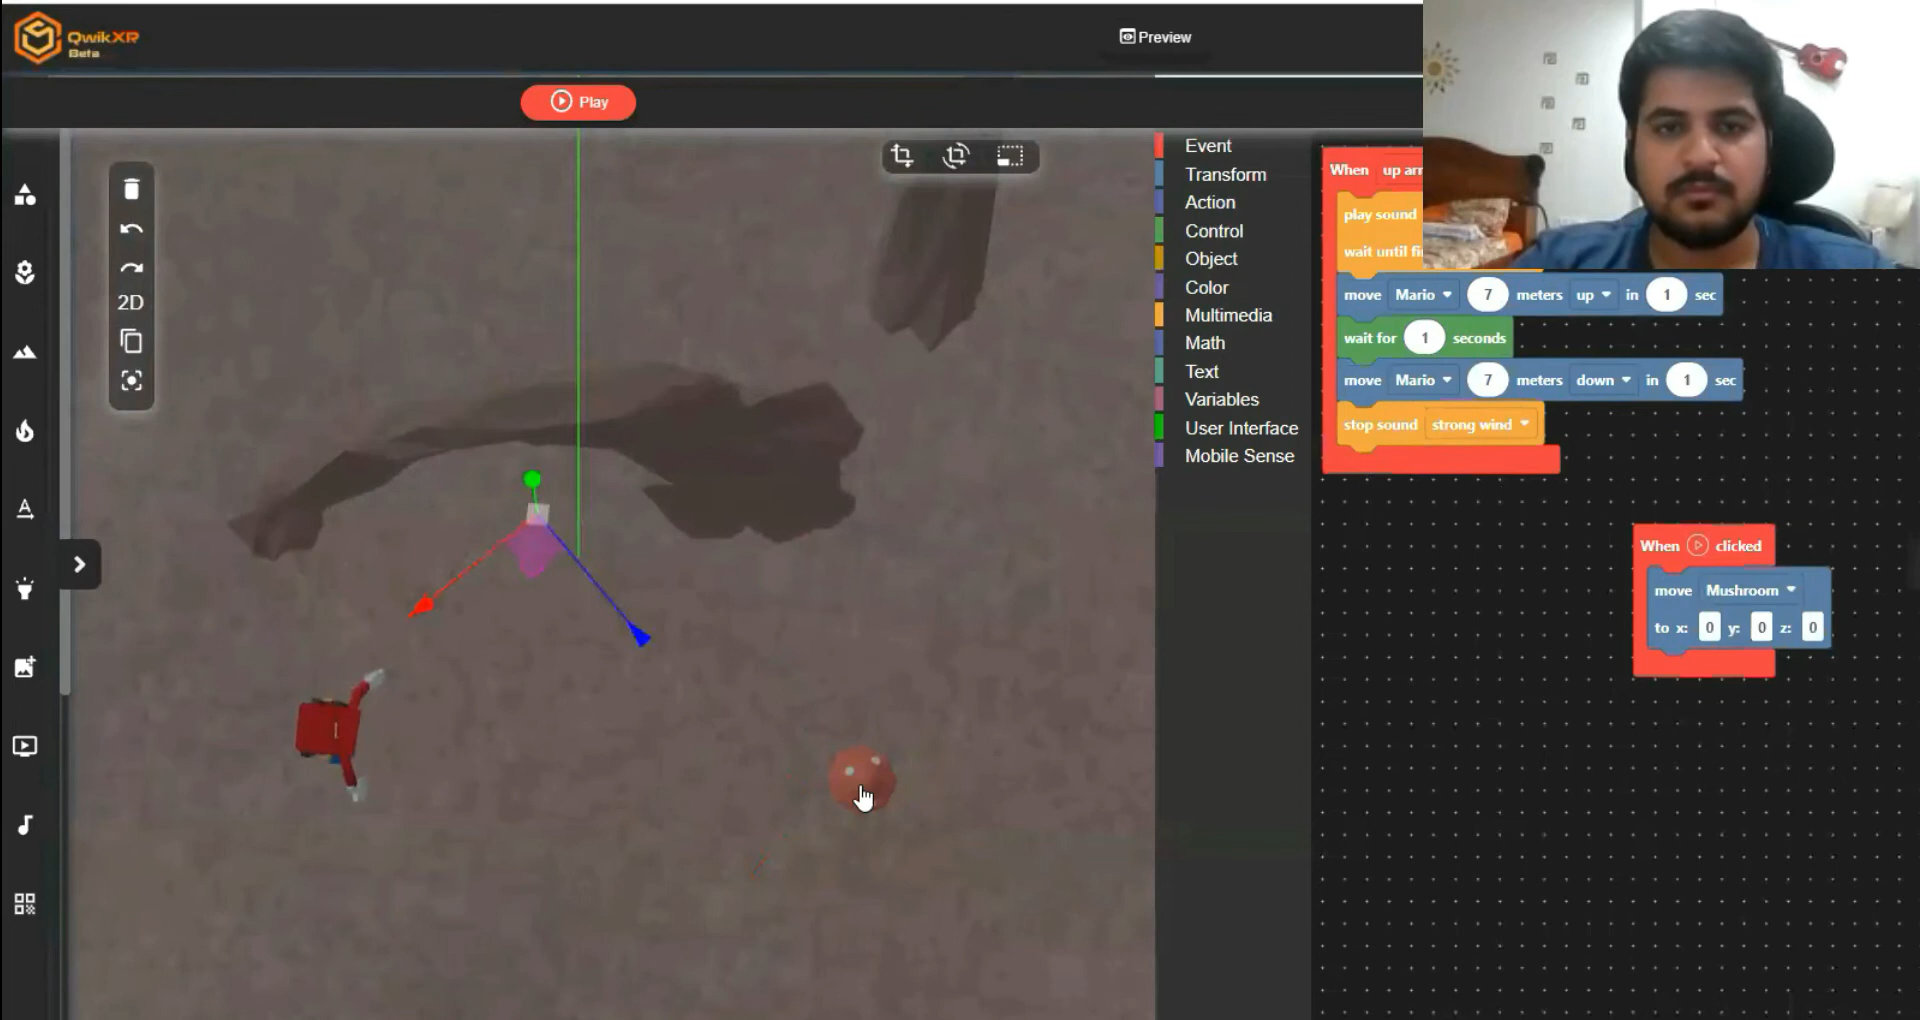 QwikXR
Beta
Preview
Play
2D
Event
Transform
Action
Control
Object
Color
Multimedia
Math
Text
Variables
User Interface
Mobile Sense
When up
play sound
wait until
move Mario 7 meters up in 1 sec
wait for 1 seconds
move Mario 7 meters down in 1 sec
stop sound strong wind
When clicked
move Mushroom
to x: 0 y: 0 z: 0